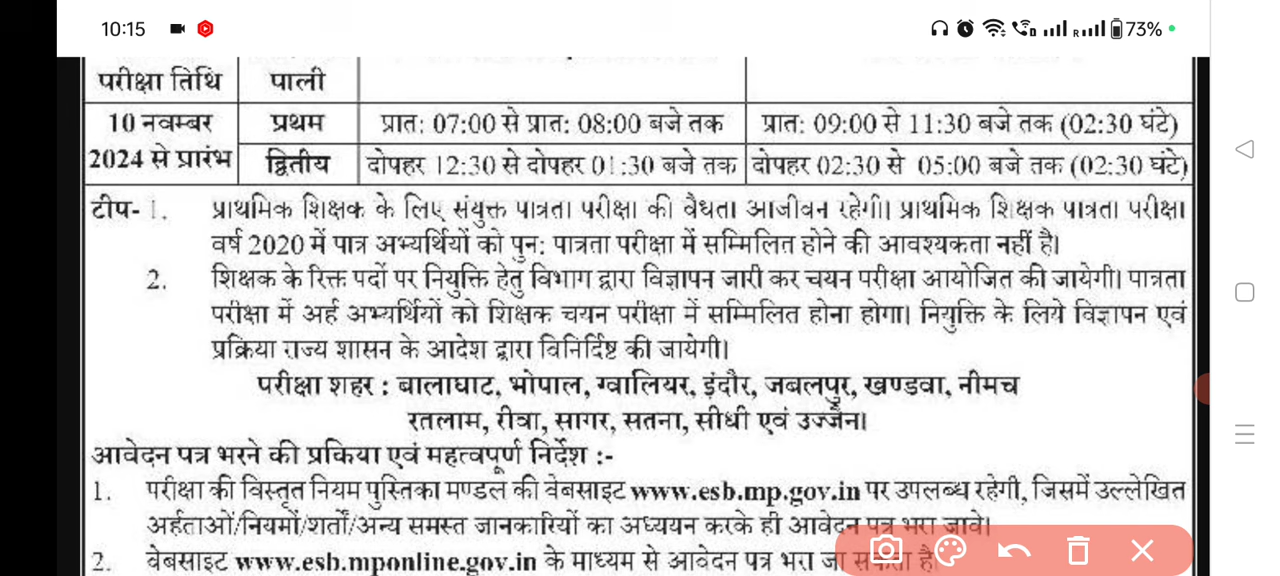 10:15
73%
परीक्षा तिथि पाली
10 नवम्बर 2024 से प्रारंभ
प्रथम प्रात: 07:00 से प्रात: 08:00 बजे तक प्रात: 09:00 से 11:30 बजे तक (02:30 घंटे)
द्वितीय दोपहर 12:30 से दोपहर 01:30 बजे तक दोपहर 02:30 से 05:00 बजे तक (02:30 घंटे)
टीप- 1. प्राथमिक शिक्षक के लिए संयुक्त पात्रता परीक्षा की वैधता आजीवन रहेगी। प्राथमिक शिक्षक पात्रता परीक्षा
वर्ष 2020 में पात्र अभ्यर्थियों को पुन: पात्रता परीक्षा में सम्मिलित होने की आवश्यकता नहीं है।
2. शिक्षक के रिक्त पदों पर नियुक्ति हेतु विभाग द्वारा विज्ञापन जारी कर चयन परीक्षा आयोजित की जायेगी। पात्रता
परीक्षा में अर्ह अभ्यर्थियों को शिक्षक चयन परीक्षा में सम्मिलित होना होगा। नियुक्ति के लिये विज्ञापन एवं
प्रक्रिया राज्य शासन के आदेश द्वारा विनिर्दिष्ट की जायेगी।
परीक्षा शहर : बालाघाट, भोपाल, ग्वालियर, इंदौर, जबलपुर, खण्डवा, नीमच
रतलाम, रीवा, सागर, सतना, सीधी एवं उज्जैन।
आवेदन पत्र भरने की प्रकिया एवं महत्वपूर्ण निर्देश :-
1. परीक्षा की विस्तृत नियम पुस्तिका मण्डल की वेबसाइट www.esb.mp.gov.in पर उपलब्ध रहेगी, जिसमें उल्लेखित
अर्हताओं/नियमों/शर्तों/अन्य समस्त जानकारियों का अध्ययन करके ही आवेदन पत्र भरा जावे।
2. वेबसाइट www.esb.mponline.gov.in के माध्यम से आवेदन पत्र भरा जा सकता है।